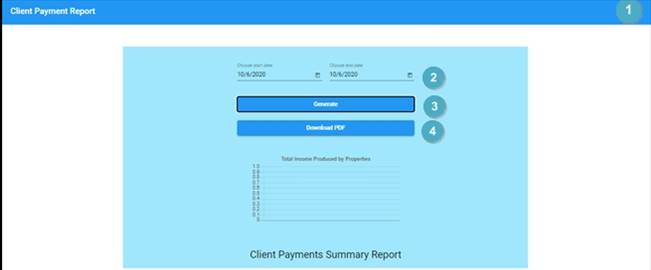 Client Payment Report
1
Choose start date
Choose end date
10/6/2020
10/6/2020
2
Generate
3
Download PDF
4
Total Income Produced by Properties
1.0
0.9
0.8
0.7
0.6
0.5
0.4
0.3
0.2
0.1
0
Client Payments Summary Report